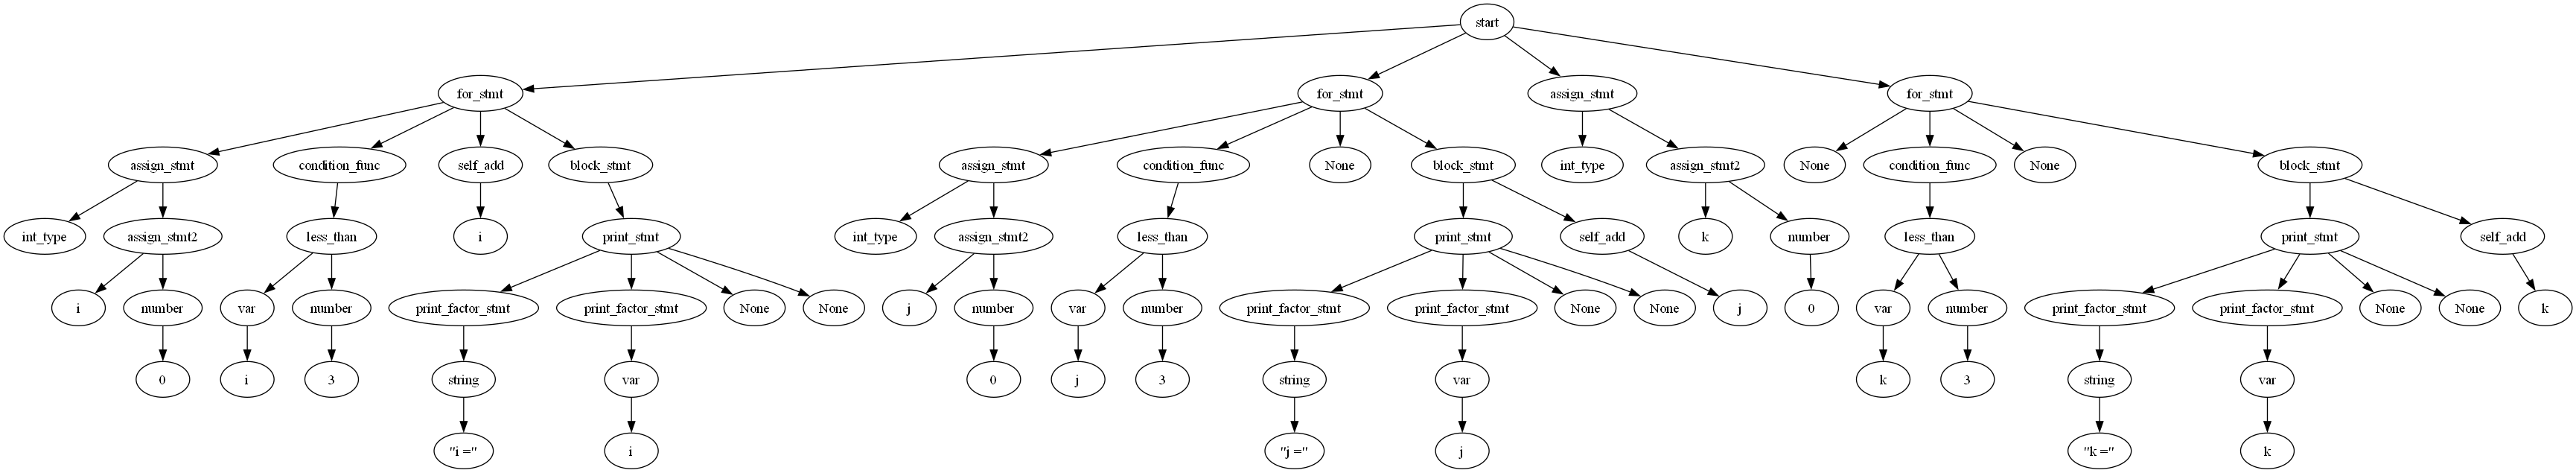 start
for_stmt for_stmt assign_stmt for_stmt
assign_stmt condition_func self_add block_stmt assign_stmt condition_func None block_stmt int_type assign_stmt2 None condition_func None block_stmt
int_type assign_stmt2 less_than i print_stmt int_type assign_stmt2 less_than print_stmt self_add k number less_than print_stmt self_add
i number var number print_factor_stmt print_factor_stmt None None j number var number print_factor_stmt print_factor_stmt None None j 0 var number print_factor_stmt print_factor_stmt None None k
0 i 3 string var 0 j 3 string var k 3 string var
"i =" i "j =" j "k =" k